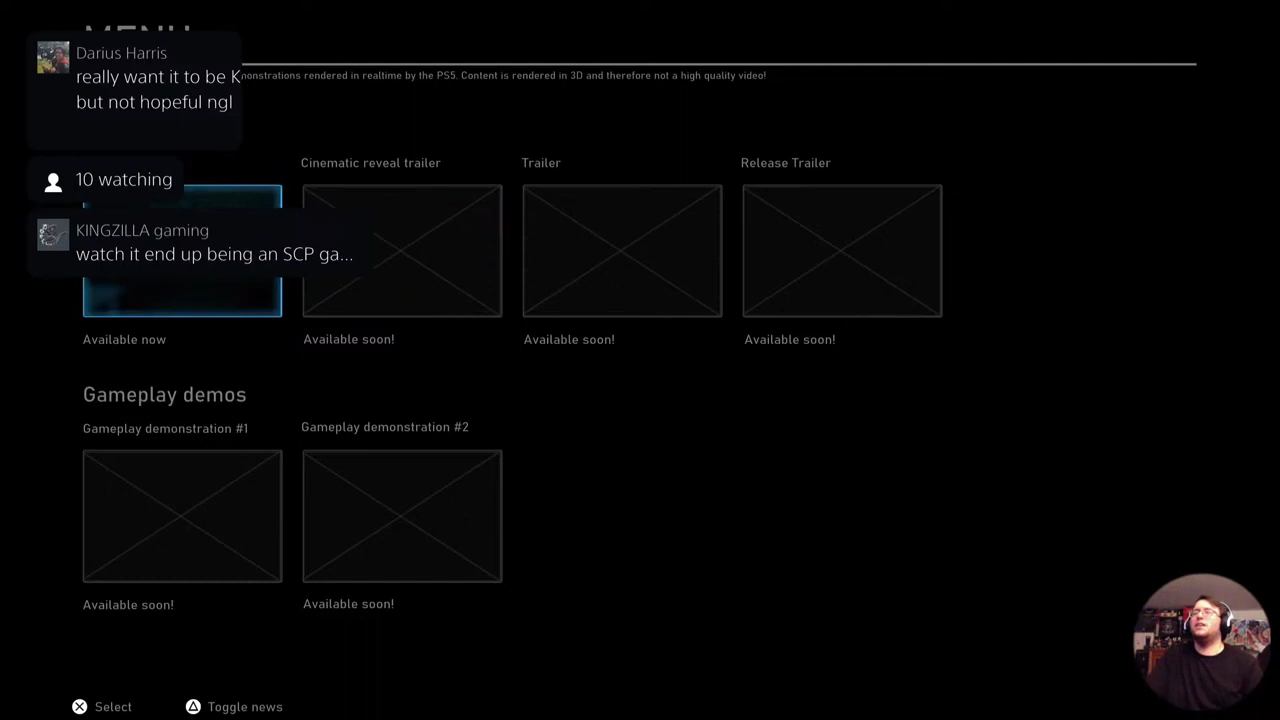 MENU
Darius Harris
really want it to be K
but not hopeful ngl
monstrations rendered in realtime by the PS5. Content is rendered in 3D and therefore not a high quality video!
10 watching
KINGZILLA gaming
watch it end up being an SCP ga...
Cinematic reveal trailer
Trailer
Release Trailer
Available now
Available soon!
Available soon!
Available soon!
Gameplay demos
Gameplay demonstration #1
Gameplay demonstration #2
Available soon!
Available soon!
Select
Toggle news